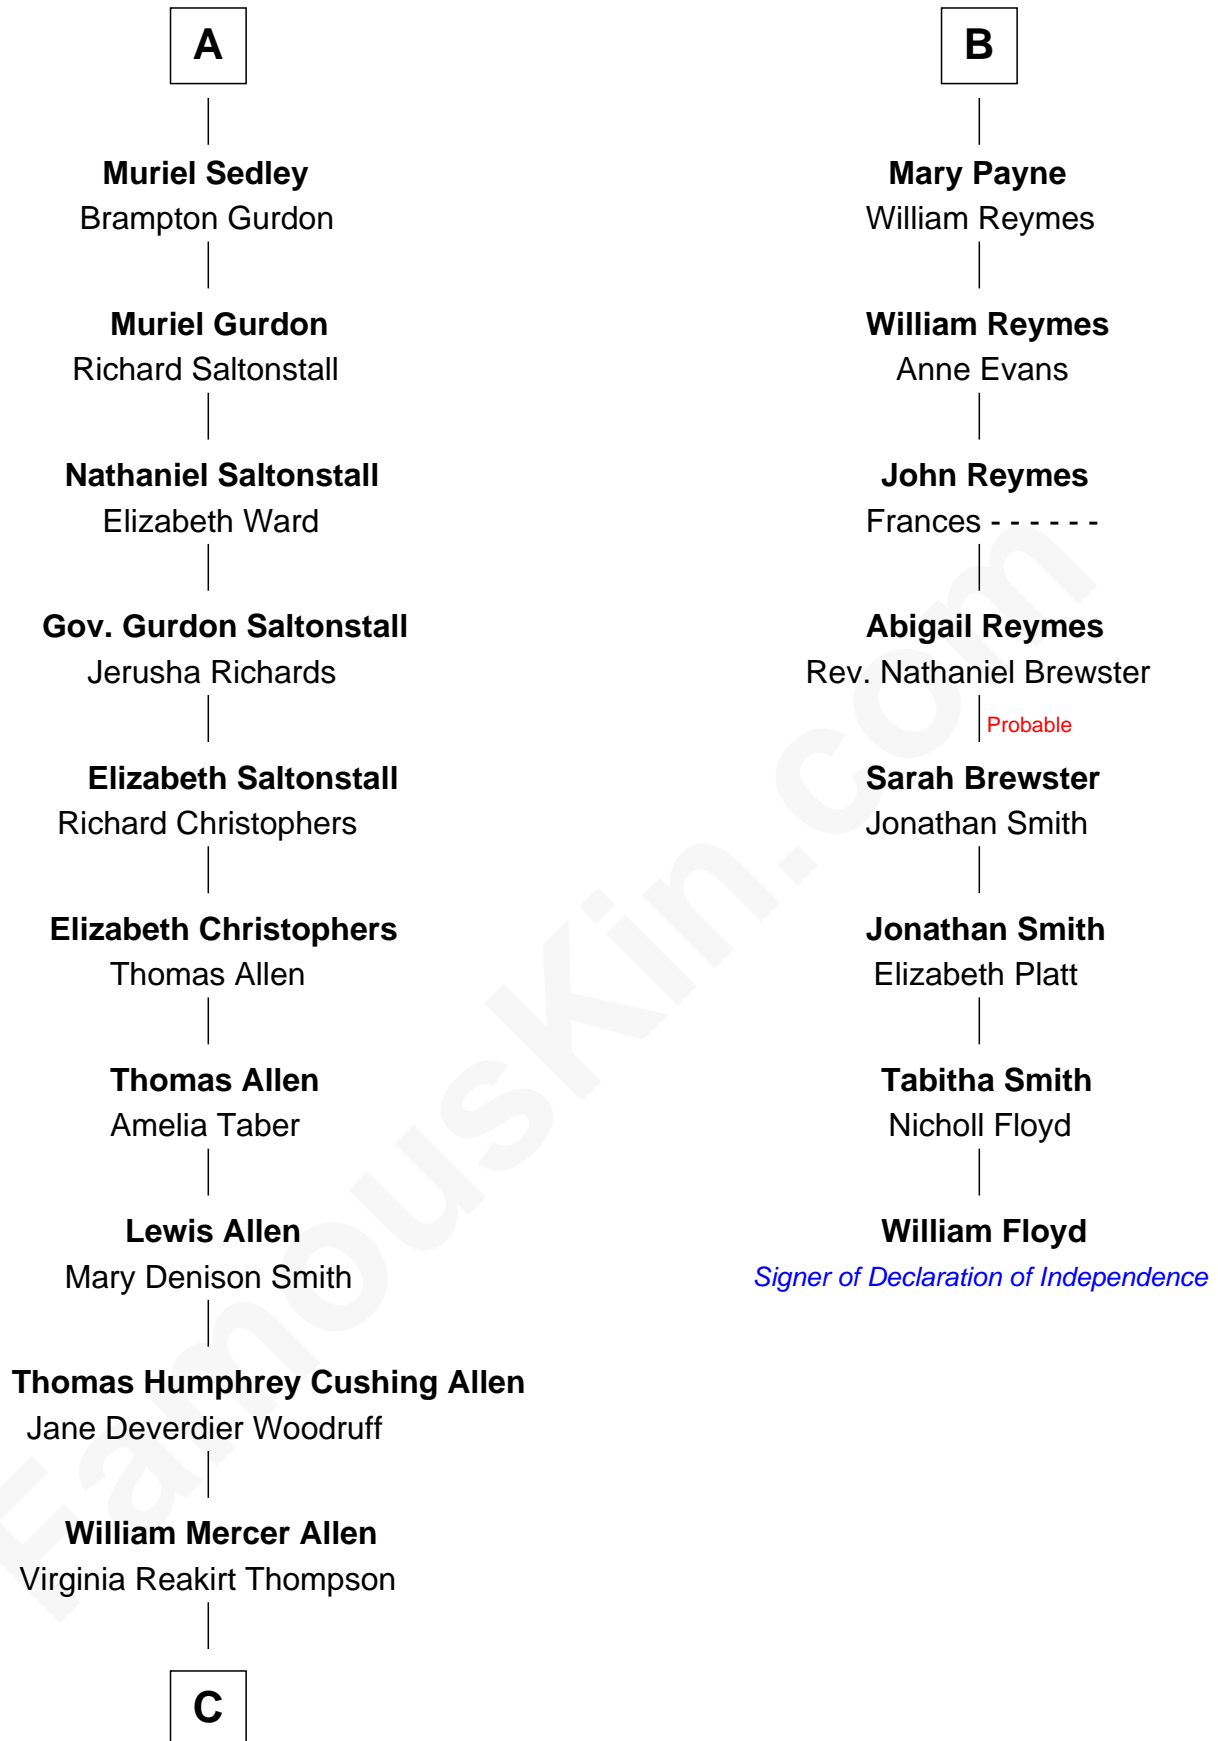 A
Muriel Sedley
Brampton Gurdon
Muriel Gurdon
Richard Saltonstall
Nathaniel Saltonstall
Elizabeth Ward
Gov. Gurdon Saltonstall
Jerusha Richards
Elizabeth Saltonstall
Richard Christophers
Elizabeth Christophers
Thomas Allen
Thomas Allen
Amelia Taber
Lewis Allen
Mary Denison Smith
Thomas Humphrey Cushing Allen
Jane Deverdier Woodruff
William Mercer Allen
Virginia Reakirt Thompson
C
B
Mary Payne
William Reymes
William Reymes
Anne Evans
John Reymes
Frances - - - - - -
Abigail Reymes
Rev. Nathaniel Brewster
Probable
Sarah Brewster
Jonathan Smith
Jonathan Smith
Elizabeth Platt
Tabitha Smith
Nicholl Floyd
William Floyd
Signer of Declaration of Independence
FamousKin.com